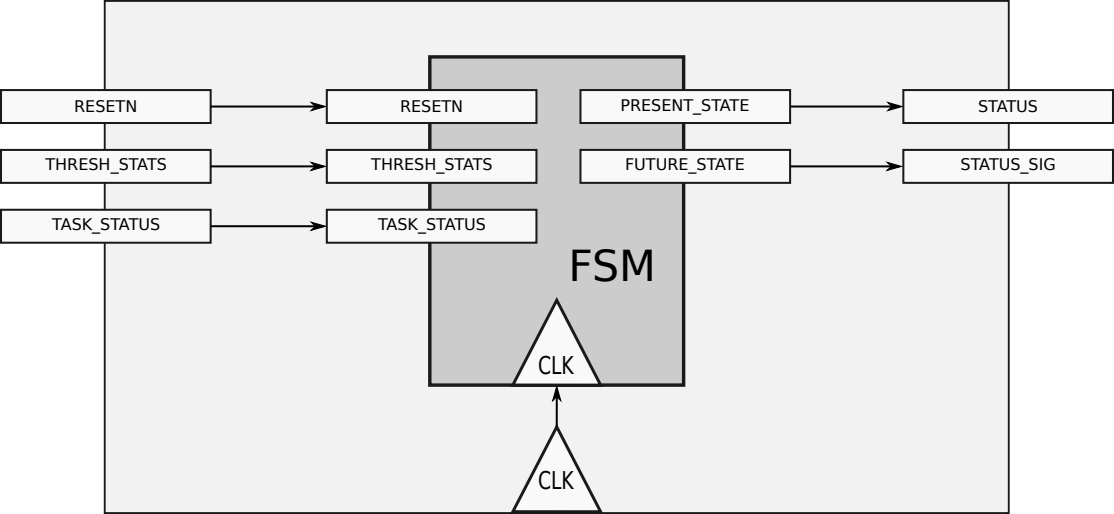 RESETN
RESETN
PRESENT_STATE
STATUS
THRESH_STATS
THRESH_STATS
FUTURE_STATE
STATUS_SIG
TASK_STATUS
TASK_STATUS
FSM
CLK
CLK